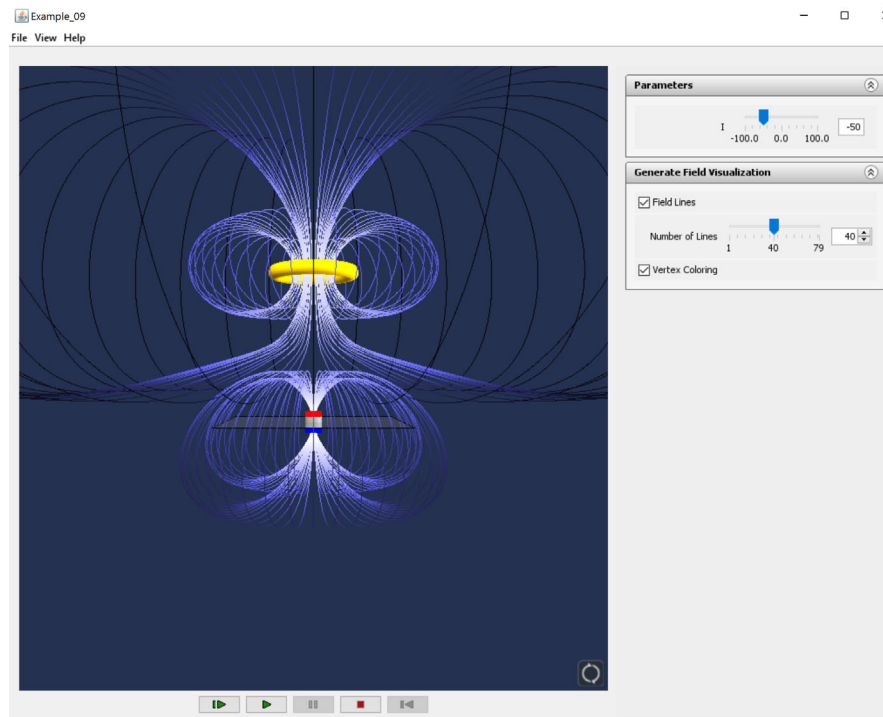 Example_09
File View Help
Parameters
I
-50
-100.0 0.0 100.0
Generate Field Visualization
Field Lines
Number of Lines
40
1 40 79
Vertex Coloring